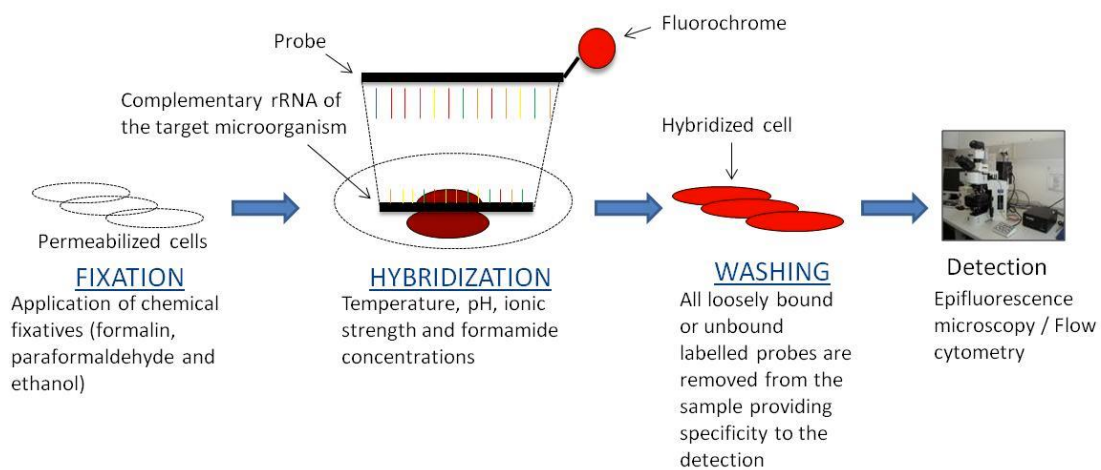 Fluorochrome
Probe
Complementary rRNA of
the target microorganism
Hybridized cell
Permeabilized cells
FIXATION
Application of chemical
fixatives (formalin,
paraformaldehyde and
ethanol)
HYBRIDIZATION
Temperature, pH, ionic
strength and formamide
concentrations
WASHING
All loosely bound
or unbound
labelled probes are
removed from the
sample providing
specificity to the
detection
Detection
Epifluorescence
microscopy / Flow
cytometry